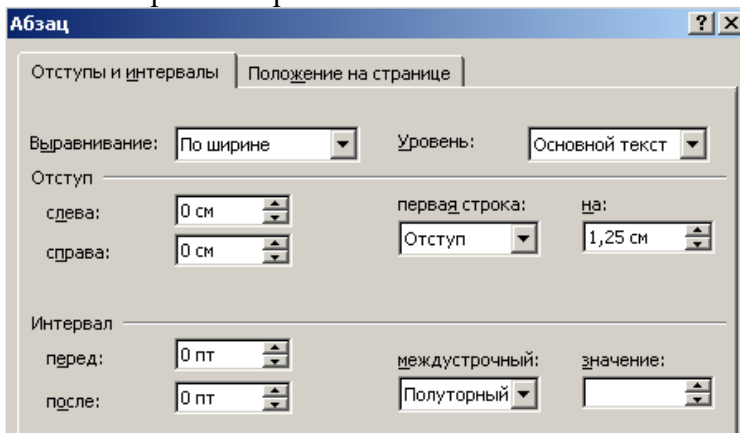 Абзац
Отступы и интервалы Положение на странице
Выравнивание: По ширине Уровень: Основной текст
Отступ
слева: 0 см первая строка: на:
справа: 0 см Отступ 1,25 см
Интервал
перед: 0 пт междустрочный: значение:
после: 0 пт Полуторный